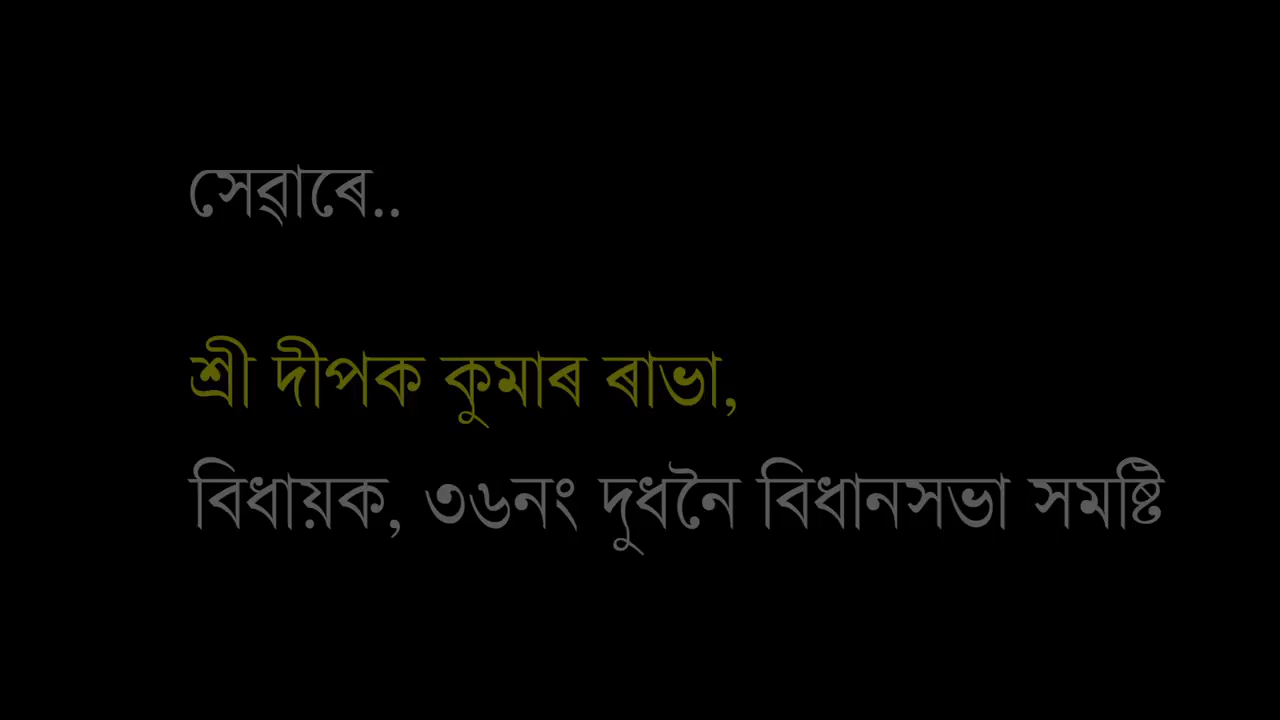 সেৱাৰে..
শ্ৰী দীপক কুমাৰ ৰাভা,
বিধায়ক, ৩৬নং দুধনৈ বিধানসভা সমষ্টি